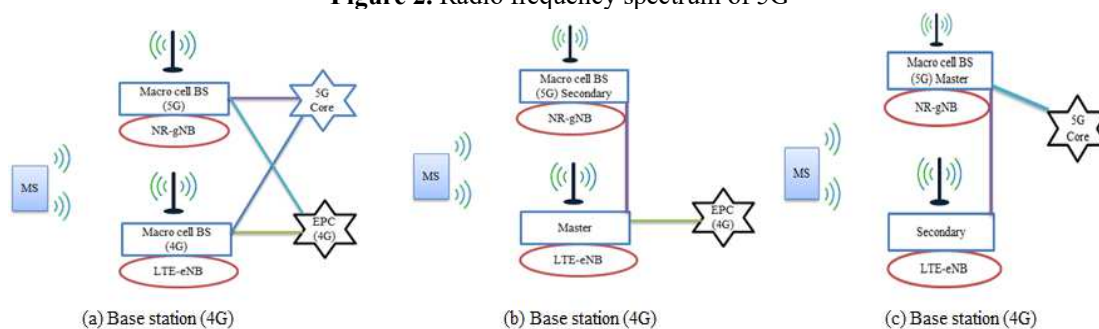 Figure 2. Radio frequency spectrum of 5G
Macro cell BS
(5G)
NR-gNB
5G
Core
MS
Macro cell BS
(4G)
LTE-eNB
EPC
(4G)
(a) Base station (4G)
Macro cell BS
(5G) Secondary
NR-gNB
MS
Master
LTE-eNB
EPC
(4G)
(b) Base station (4G)
Macro cell BS
(5G) Master
NR-gNB
5G
Core
MS
Secondary
LTE-eNB
(c) Base station (4G)